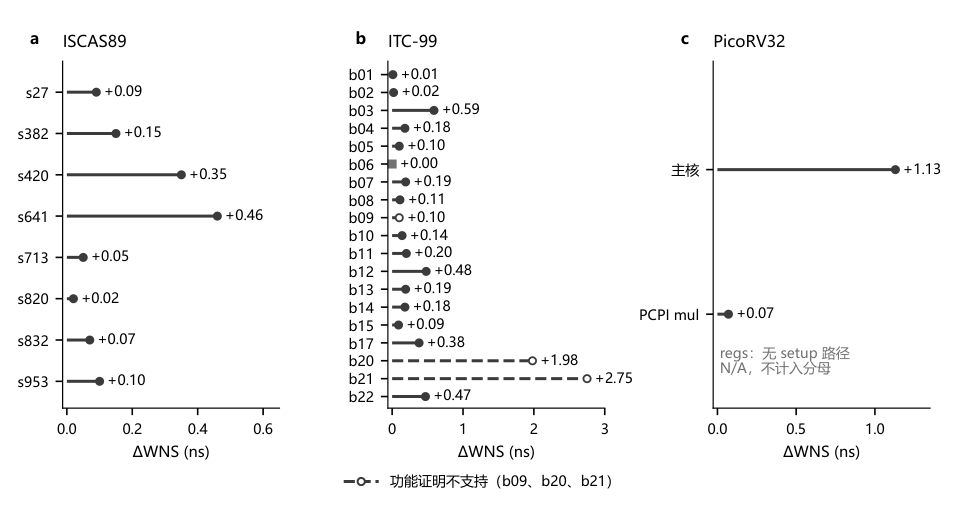 a ISCAS89
s27 +0.09
s382 +0.15
s420 +0.35
s641 +0.46
s713 +0.05
s820 +0.02
s832 +0.07
s953 +0.10
0.0 0.2 0.4 0.6
ΔWNS (ns)
b ITC-99
b01 +0.01
b02 +0.02
b03 +0.59
b04 +0.18
b05 +0.10
b06 +0.00
b07 +0.19
b08 +0.11
b09 +0.10
b10 +0.14
b11 +0.20
b12 +0.48
b13 +0.19
b14 +0.18
b15 +0.09
b17 +0.38
b20 +1.98
b21 +2.75
b22 +0.47
0 1 2 3
ΔWNS (ns)
c PicoRV32
主核 +1.13
PCPI mul +0.07
regs：无 setup 路径
N/A，不计入分母
0.0 0.5 1.0
ΔWNS (ns)
功能证明不支持（b09、b20、b21）